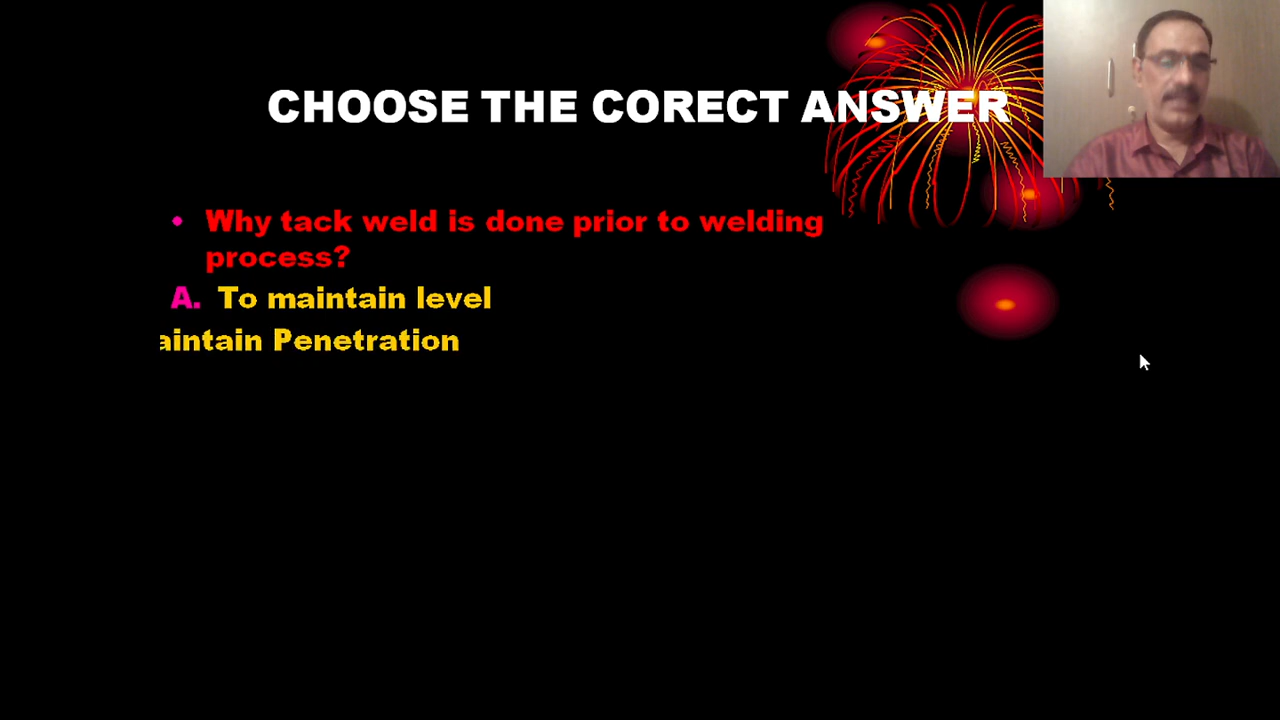 CHOOSE THE CORECT ANSWER
• Why tack weld is done prior to welding
process?
A. To maintain level
aintain Penetration